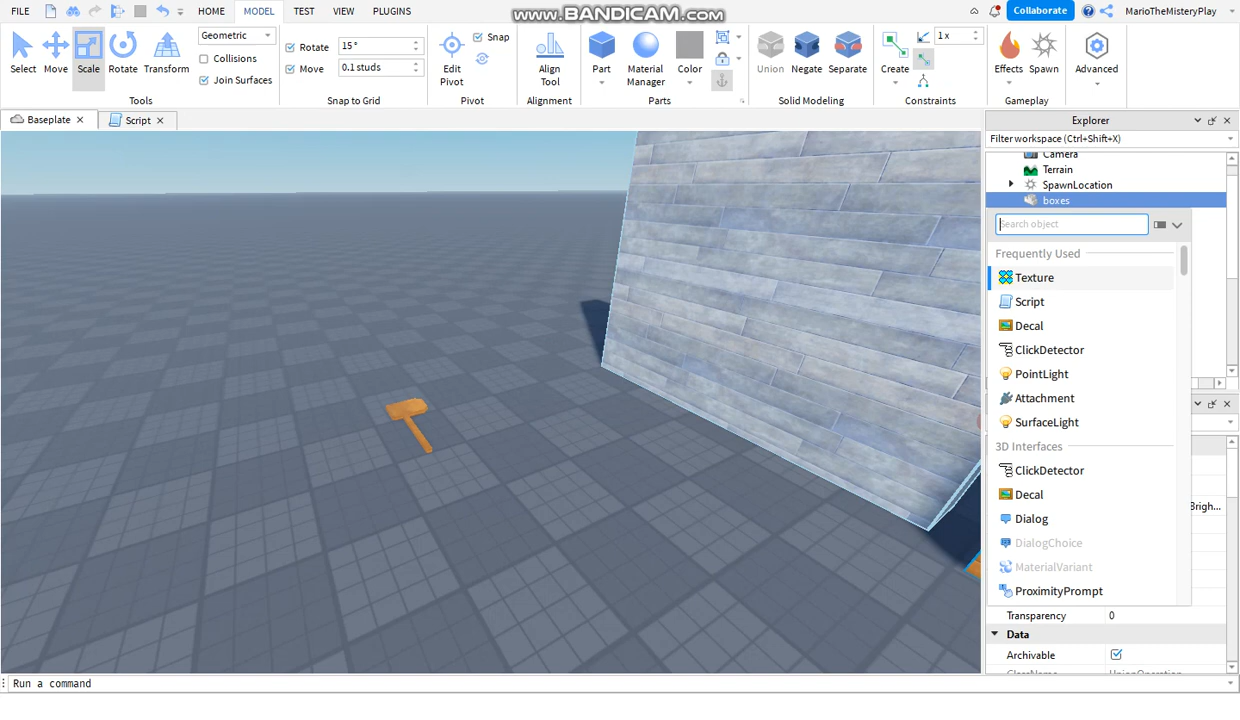 FILE HOME MODEL TEST VIEW PLUGINS
www.BANDICAM.com
Collaborate MarioTheMisteryPlay
Geometric
Rotate 15° Snap
1 x
Collisions
Move 0.1 studs
Join Surfaces
Select Move Scale Rotate Transform
Edit Pivot
Align Tool
Part Material Manager Color
Union Negate Separate
Create
Effects Spawn
Advanced
Tools Snap to Grid Pivot Alignment Parts Solid Modeling Constraints Gameplay
Baseplate Script Explorer
Filter workspace (Ctrl+Shift+X)
Camera
Terrain
SpawnLocation
boxes
Search object
Frequently Used
Texture
Script
Decal
ClickDetector
PointLight
Attachment
SurfaceLight
3D Interfaces
ClickDetector
Decal
Brigh...
Dialog
DialogChoice
MaterialVariant
ProximityPrompt
Transparency 0
Data
Archivable
ClassName UnionOperation
Run a command